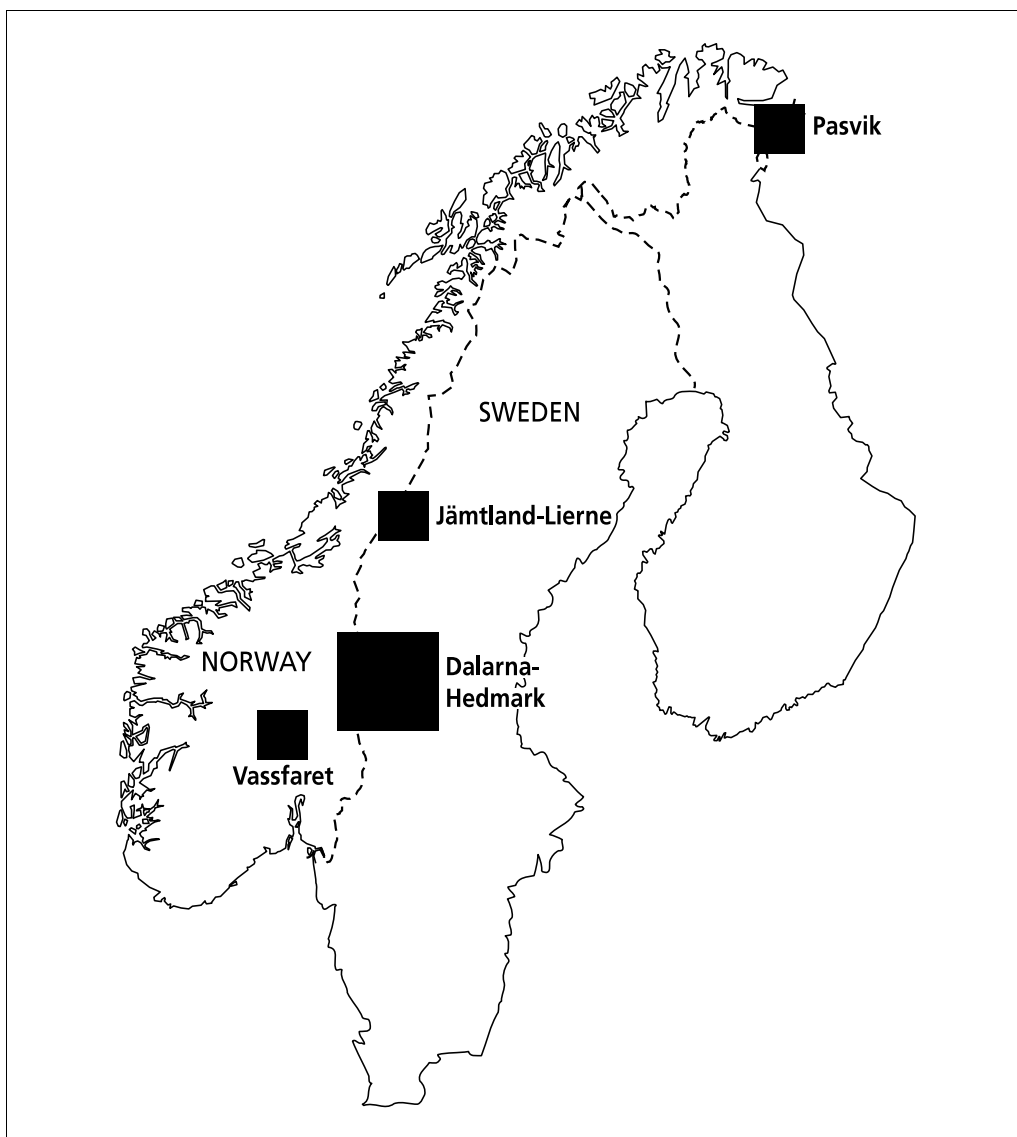 Pasvik
SWEDEN
Jämtland-Lierne
NORWAY
Dalarna-
Hedmark
Vassfaret